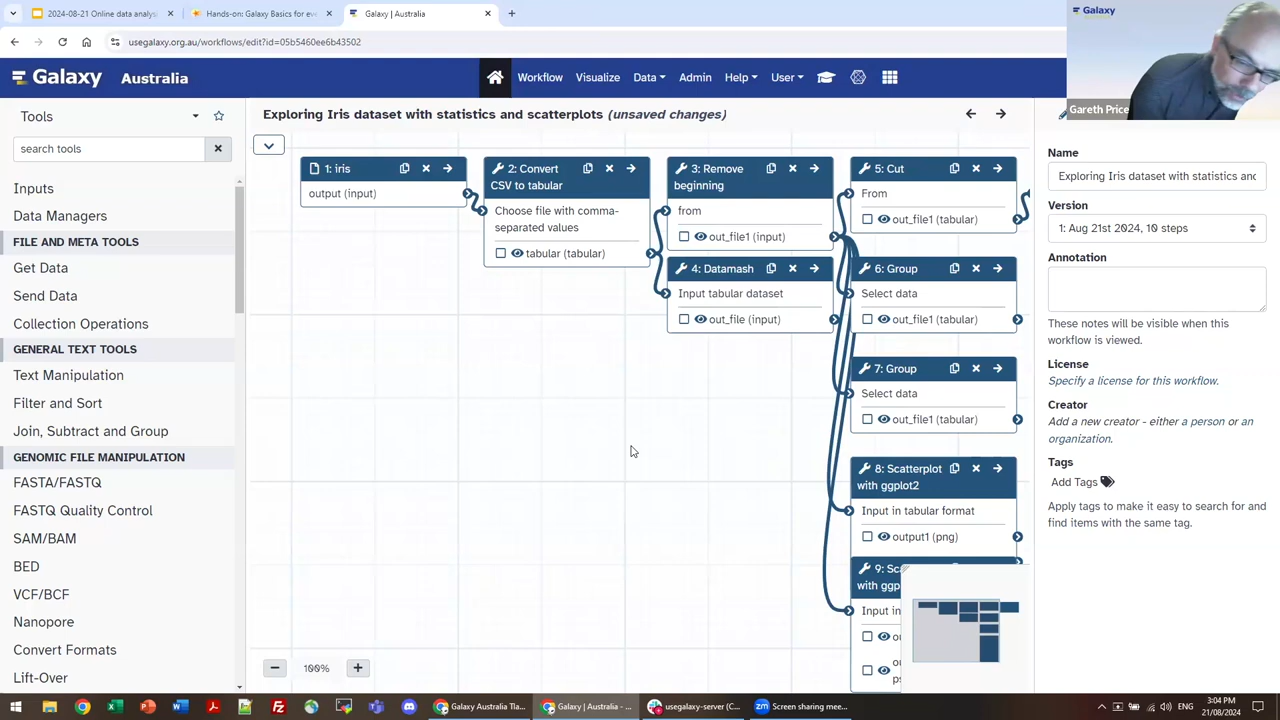 2024-08-21 Online data analysi
Hands-on: Galaxy Basics for eve
Galaxy | Australia
usegalaxy.org.au/workflows/edit?id=05b5460ee6b43502
Galaxy Australia
Workflow
Visualize
Data
Admin
Help
User
Galaxy
Gareth Price
Tools
search tools
Inputs
Data Managers
FILE AND META TOOLS
Get Data
Send Data
Collection Operations
GENERAL TEXT TOOLS
Text Manipulation
Filter and Sort
Join, Subtract and Group
GENOMIC FILE MANIPULATION
FASTA/FASTQ
FASTQ Quality Control
SAM/BAM
BED
VCF/BCF
Nanopore
Convert Formats
Lift-Over
Exploring Iris dataset with statistics and scatterplots (unsaved changes)
1: iris
output (input)
2: Convert
CSV to tabular
Choose file with comma-
separated values
tabular (tabular)
3: Remove
beginning
from
out_file1 (input)
4: Datamash
Input tabular dataset
out_file (input)
5: Cut
From
out_file1 (tabular)
6: Group
Select data
out_file1 (tabular)
7: Group
Select data
out_file1 (tabular)
8: Scatterplot
with ggplot2
Input in tabular format
output1 (png)
9: Sca
with ggp
Input in
ou
ou
ps
100%
Name
Exploring Iris dataset with statistics and
Version
1: Aug 21st 2024, 10 steps
Annotation
These notes will be visible when this
workflow is viewed.
License
Specify a license for this workflow.
Creator
Add a new creator - either a person or an
organization.
Tags
Add Tags
Apply tags to make it easy to search for and
find items with the same tag.
Galaxy Australia Tla...
Galaxy | Australia - ...
usegalaxy-server (C...
Screen sharing mee...
ENG
3:04 PM
21/08/2024